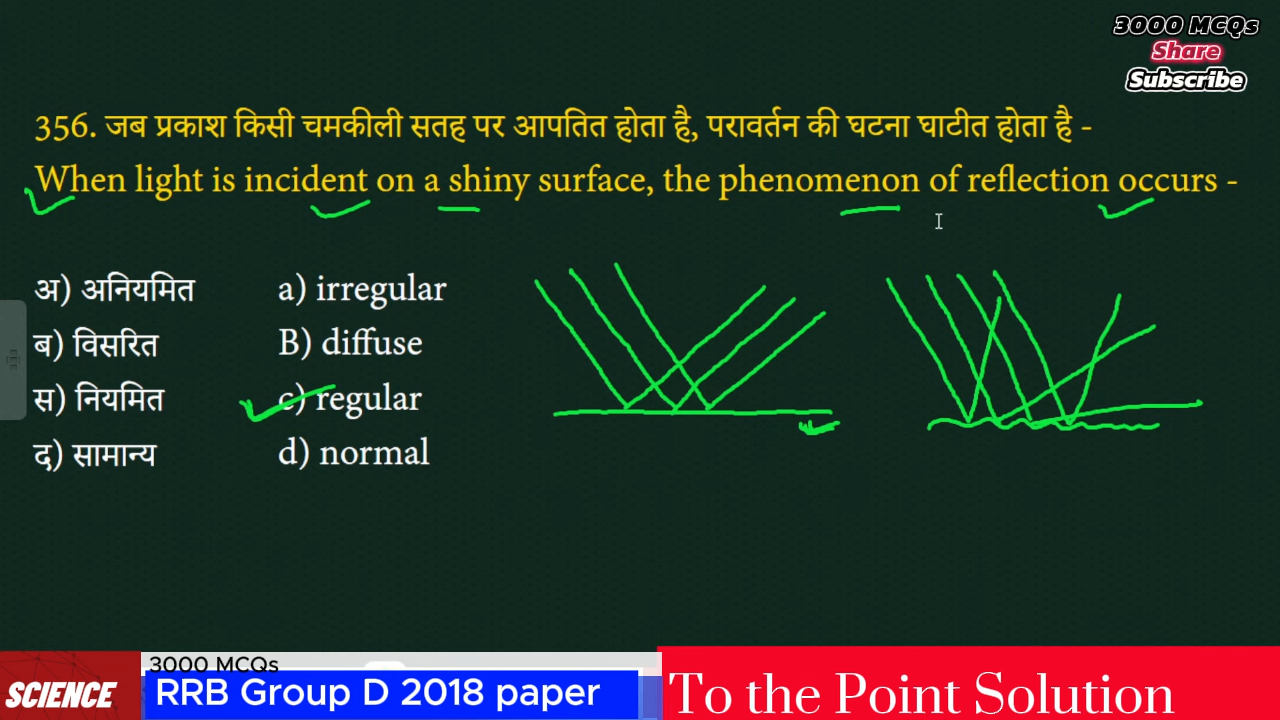 3000 MCQs
Share
Subscribe
356. जब प्रकाश किसी चमकीली सतह पर आपतित होता है, परावर्तन की घटना घाटीत होता है -
When light is incident on a shiny surface, the phenomenon of reflection occurs -
अ) अनियमित a) irregular
ब) विसरित B) diffuse
स) नियमित c) regular
द) सामान्य d) normal
3000 MCQs
SCIENCE RRB Group D 2018 paper To the Point Solution